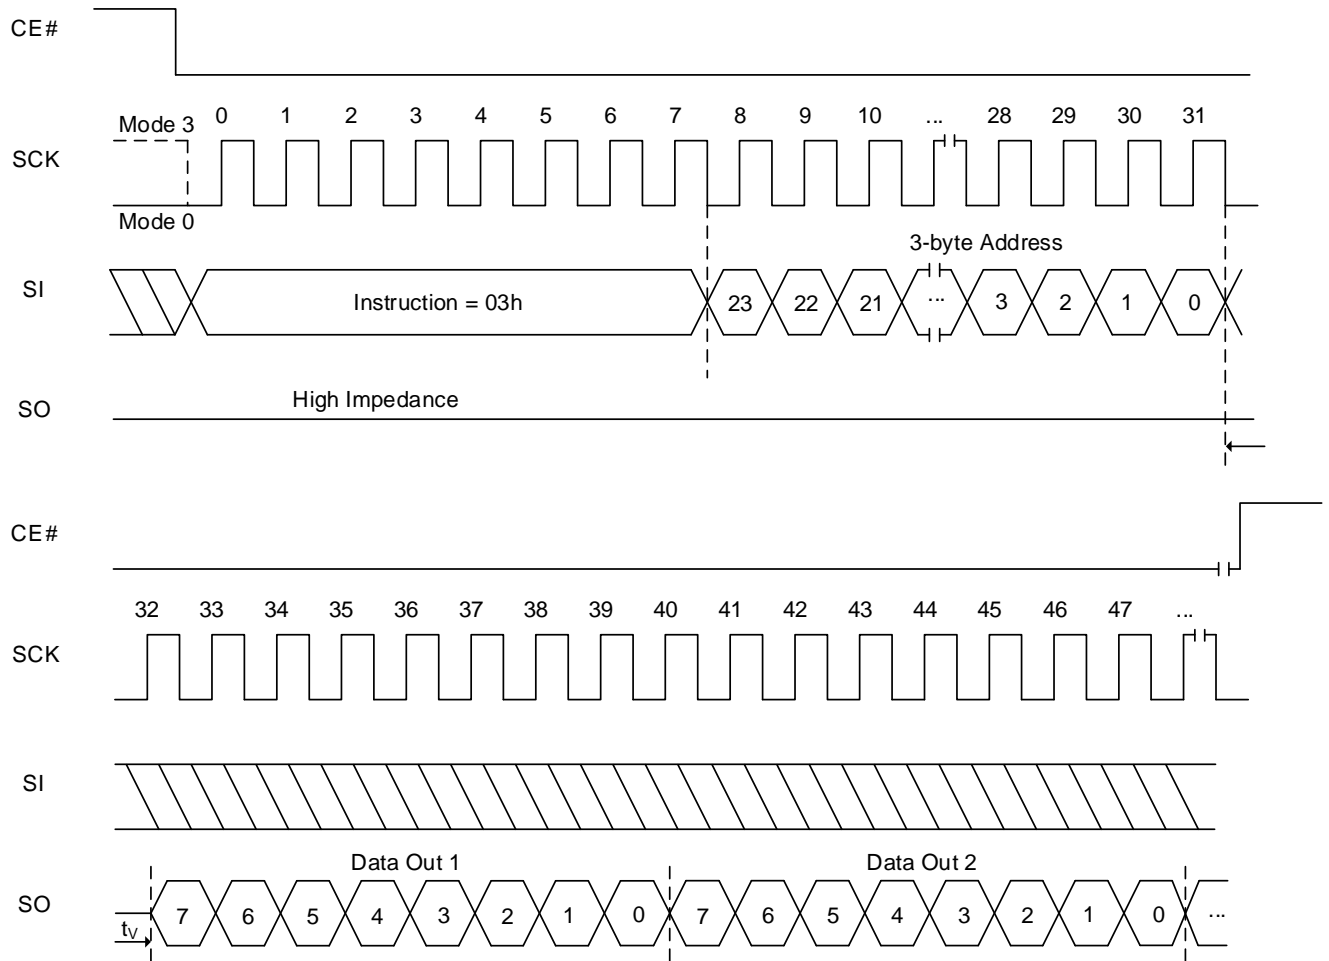 CE#
0 1 2 3 4 5 6 7 8 9 10 ... 28 29 30 31
Mode 3
SCK
Mode 0
3-byte Address
SI
Instruction = 03h 23 22 21 ... 3 2 1 0
High Impedance
SO
CE#
32 33 34 35 36 37 38 39 40 41 42 43 44 45 46 47 ...
SCK
SI
Data Out 1 Data Out 2
SO
7 6 5 4 3 2 1 0 7 6 5 4 3 2 1 0 ...
tV